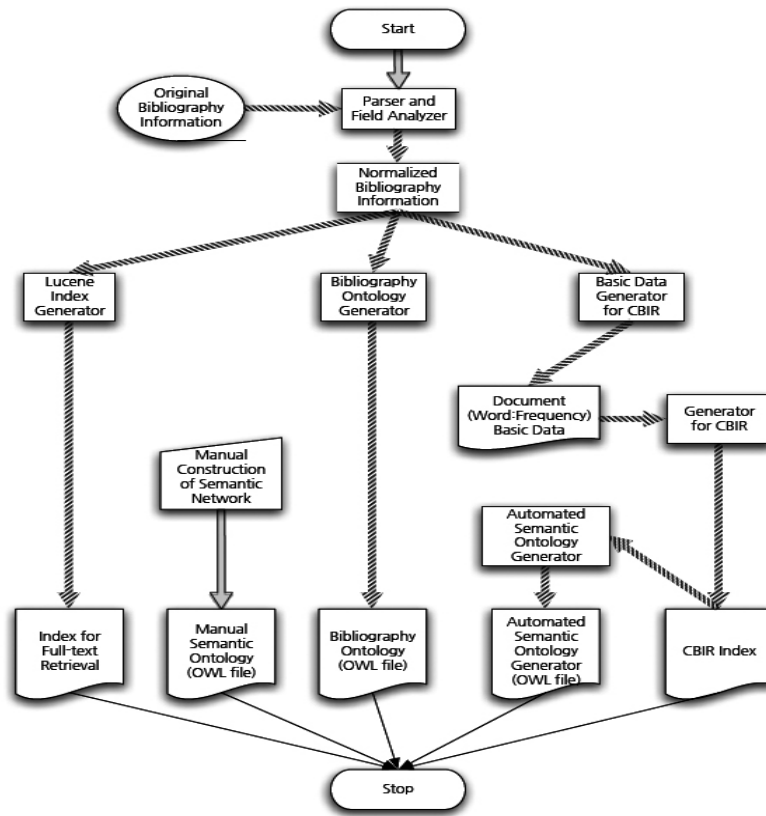 Start
Original
Bibliography
Information
Parser and
Field Analyzer
Normalized
Bibliography
Information
Lucene
Index
Generator
Bibliography
Ontology
Generator
Basic Data
Generator
for CBIR
Document
(Word:Frequency)
Basic Data
Generator
for CBIR
Manual
Construction
of Semantic
Network
Automated
Semantic
Ontology
Generator
Index for
Full-text
Retrieval
Manual
Semantic
Ontology
(OWL file)
Bibliography
Ontology
(OWL file)
Automated
Semantic
Ontology
Generator
(OWL file)
CBIR Index
Stop